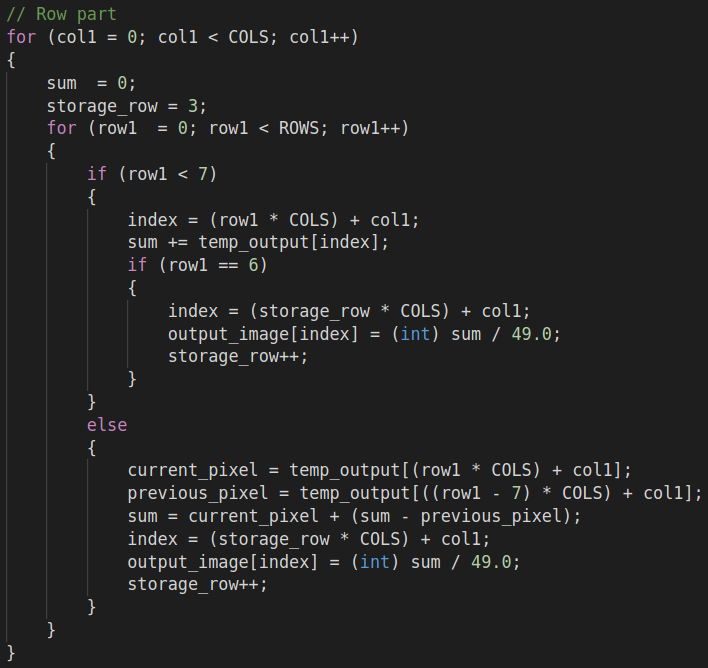 // Row part
for (col1 = 0; col1 < COLS; col1++)
{
    sum  = 0;
    storage_row = 3;
    for (row1  = 0; row1 < ROWS; row1++)
    {
        if (row1 < 7)
        {
            index = (row1 * COLS) + col1;
            sum += temp_output[index];
            if (row1 == 6)
            {
                index = (storage_row * COLS) + col1;
                output_image[index] = (int) sum / 49.0;
                storage_row++;
            }
        }
        else
        {
            current_pixel = temp_output[(row1 * COLS) + col1];
            previous_pixel = temp_output[((row1 - 7) * COLS) + col1];
            sum = current_pixel + (sum - previous_pixel);
            index = (storage_row * COLS) + col1;
            output_image[index] = (int) sum / 49.0;
            storage_row++;
        }
    }
}